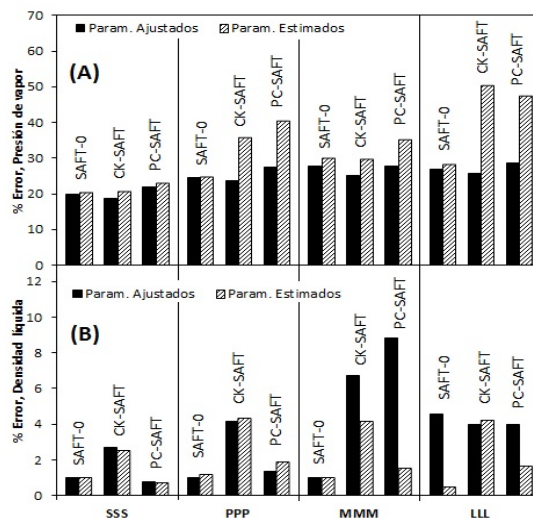 70
60
50
40
30
20
10
0
% Error, Presión de vapor
■ Param. Ajustados ▨ Param. Estimados
(A)
SAFT-0
CK-SAFT
PC-SAFT
SAFT-0
CK-SAFT
PC-SAFT
SAFT-0
CK-SAFT
PC-SAFT
SAFT-0
CK-SAFT
PC-SAFT
12
10
8
6
4
2
0
% Error, Densidad líquida
■ Param. Ajustados ▨ Param. Estimados
(B)
SAFT-0
CK-SAFT
PC-SAFT
SAFT-0
CK-SAFT
PC-SAFT
SAFT-0
CK-SAFT
PC-SAFT
SAFT-0
CK-SAFT
PC-SAFT
SSS PPP MMM LLL